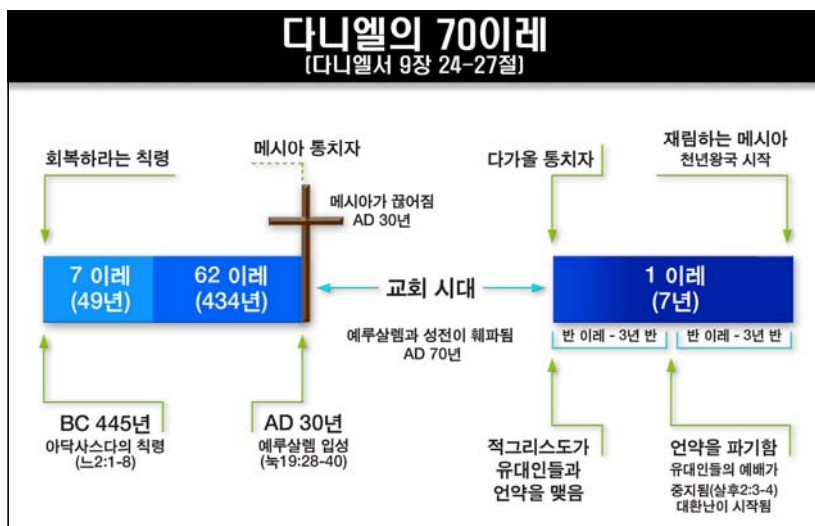 다니엘의 70이레
(다니엘서 9장 24-27절)
회복하라는 칙령
메시아 통치자
메시아가 끊어짐
AD 30년
다가올 통치자
재림하는 메시아
천년왕국 시작
7 이레
(49년)
62 이레
(434년)
교회 시대
예루살렘과 성전이 훼파됨
AD 70년
1 이레
(7년)
반 이레 - 3년 반
반 이레 - 3년 반
BC 445년
아닥사스다의 칙령
(느2:1-8)
AD 30년
예루살렘 입성
(눅19:28-40)
적그리스도가
유대인들과
언약을 맺음
언약을 파기함
유대인들의 예배가
중지됨(살후2:3-4)
대환난이 시작됨